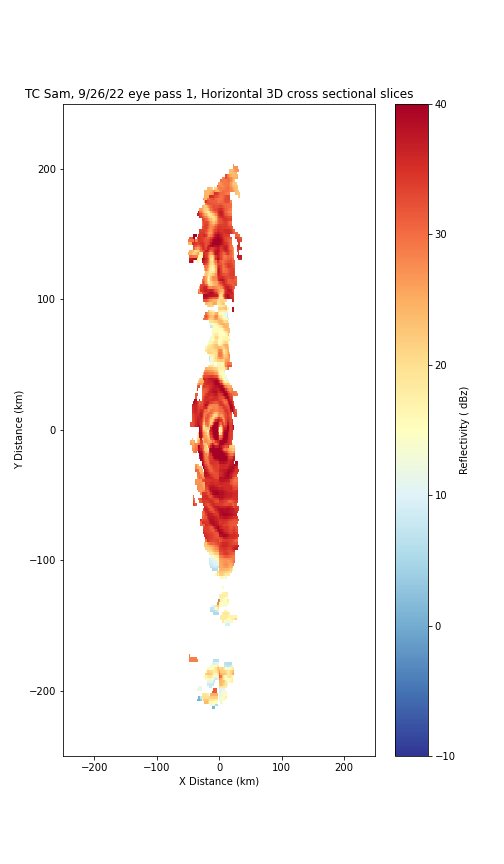 TC Sam, 9/26/22 eye pass 1, Horizontal 3D cross sectional slices
200
100
0
−100
−200
Y Distance (km)
−200 −100 0 100 200
X Distance (km)
40
30
20
10
0
−10
Reflectivity ( dBz)